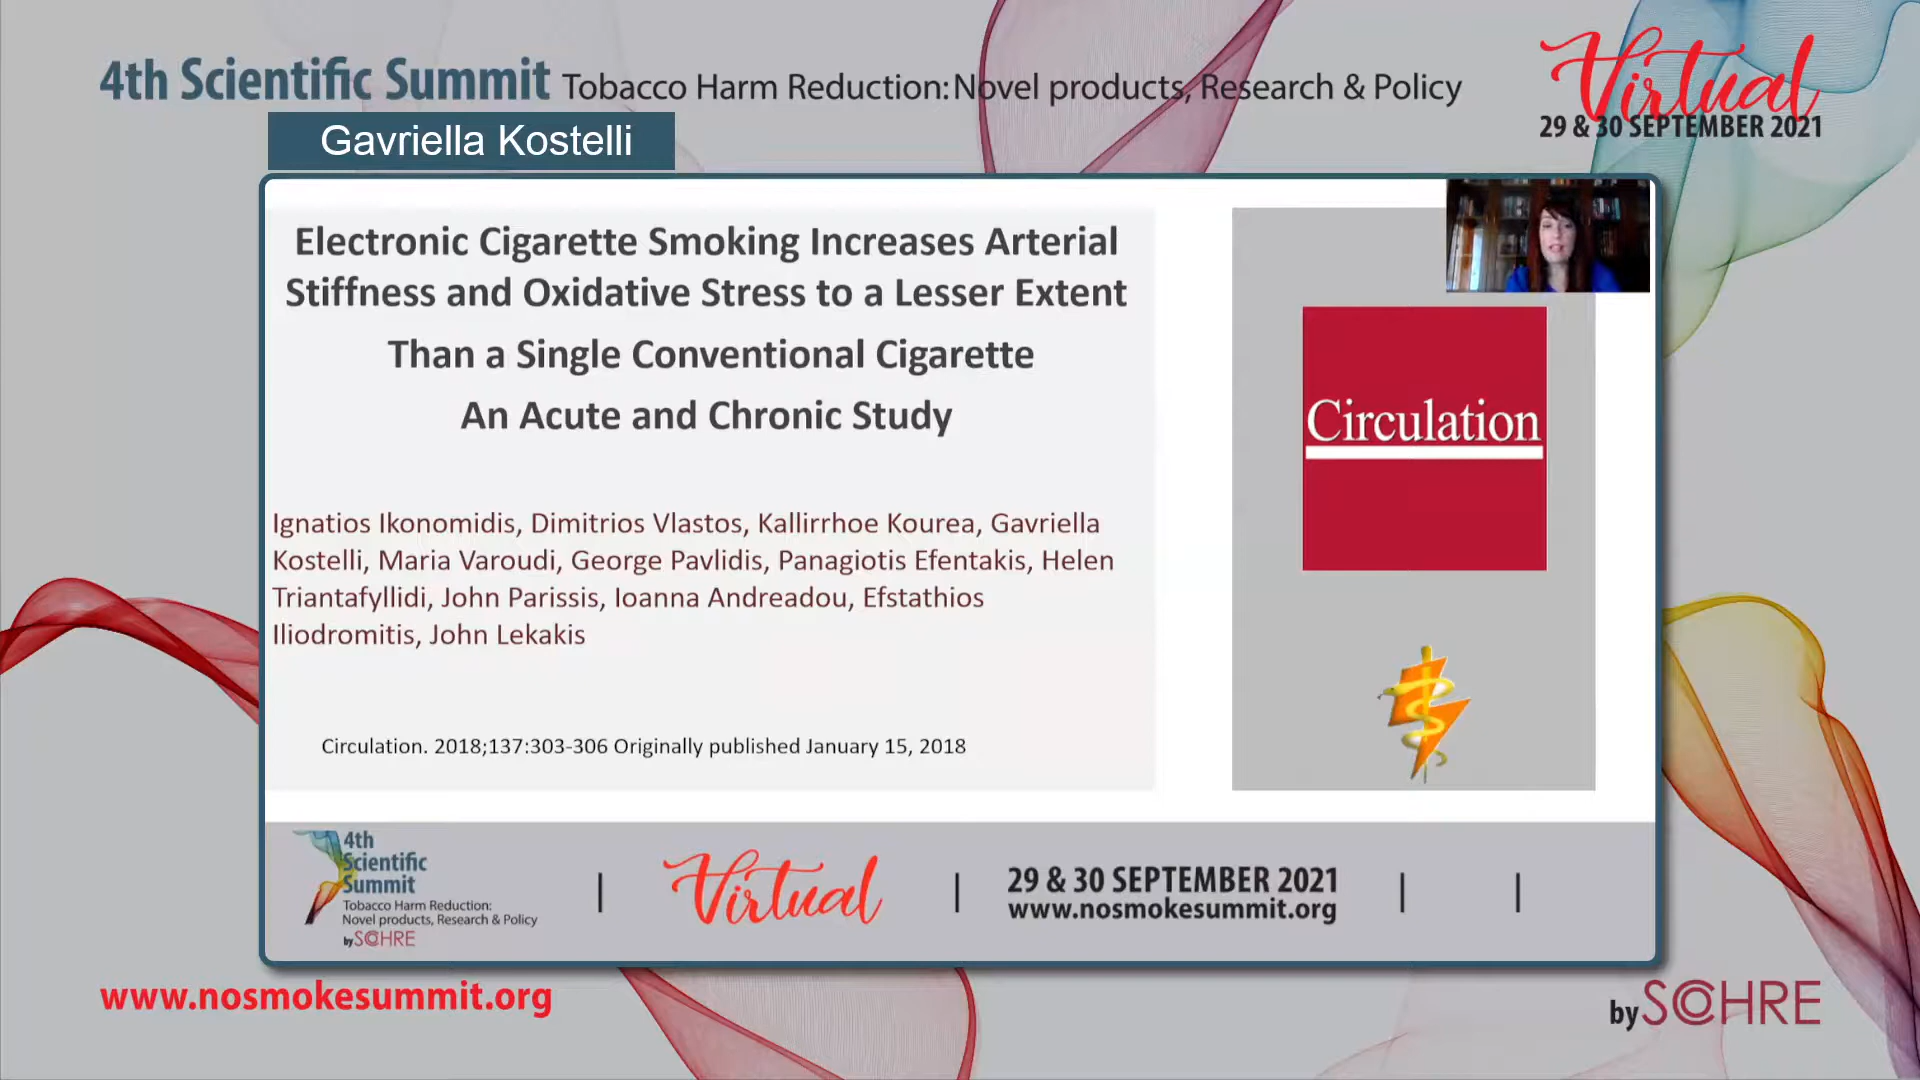 4th Scientific Summit Tobacco Harm Reduction: Novel products, Research & Policy
Virtual
29 & 30 SEPTEMBER 2021
Gavriella Kostelli
Electronic Cigarette Smoking Increases Arterial
Stiffness and Oxidative Stress to a Lesser Extent
Than a Single Conventional Cigarette
An Acute and Chronic Study
Circulation
Ignatios Ikonomidis, Dimitrios Vlastos, Kallirrhoe Kourea, Gavriella
Kostelli, Maria Varoudi, George Pavlidis, Panagiotis Efentakis, Helen
Triantafyllidi, John Parissis, Ioanna Andreadou, Efstathios
Iliodromitis, John Lekakis
Circulation. 2018;137:303-306 Originally published January 15, 2018
4th
Scientific
Summit
Tobacco Harm Reduction:
Novel products, Research & Policy
by SCOHRE
Virtual
29 & 30 SEPTEMBER 2021
www.nosmokesummit.org
www.nosmokesummit.org
by SCOHRE